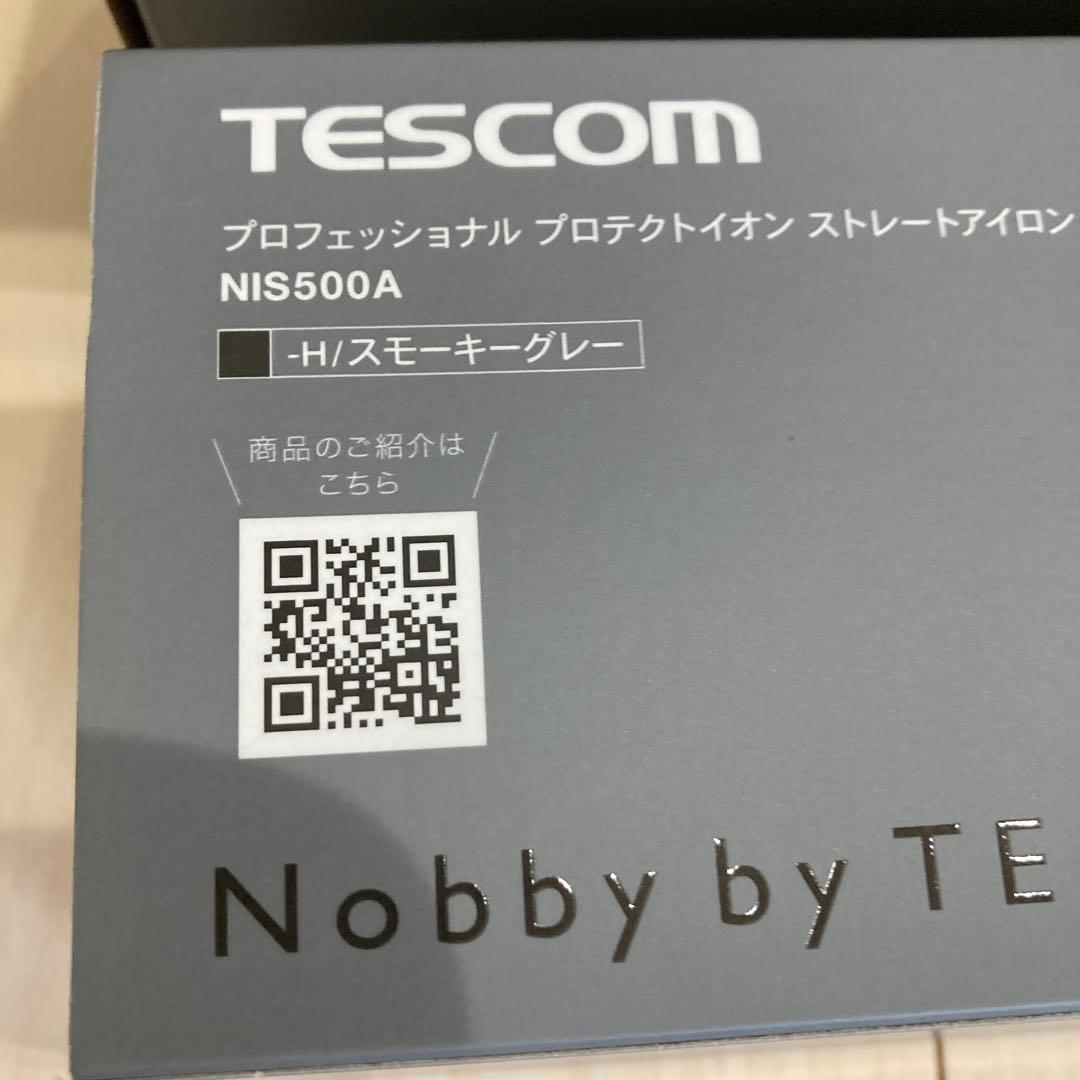 TESCOM
プロフェッショナル プロテクトイオン ストレートアイロン
NIS500A
-H/スモーキーグレー
商品のご紹介は
こちら
Nobby by TE